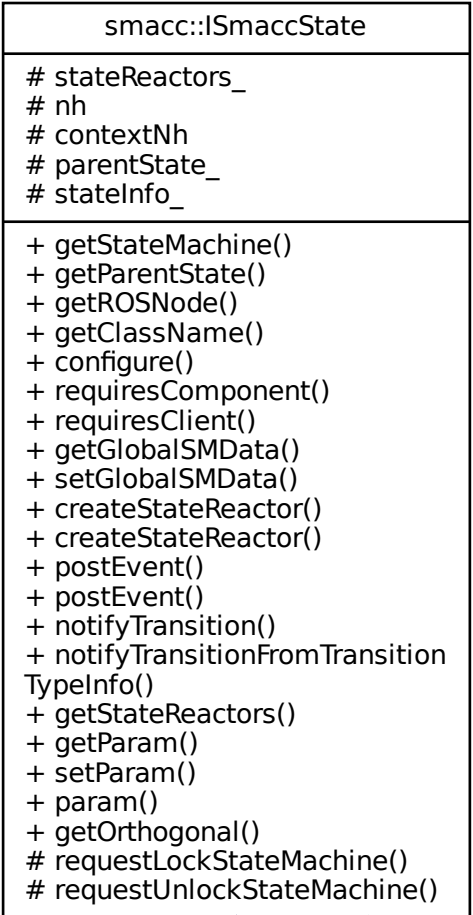 smacc::ISmaccState
# stateReactors_
# nh
# contextNh
# parentState_
# stateInfo_
+ getStateMachine()
+ getParentState()
+ getROSNode()
+ getClassName()
+ configure()
+ requiresComponent()
+ requiresClient()
+ getGlobalSMData()
+ setGlobalSMData()
+ createStateReactor()
+ createStateReactor()
+ postEvent()
+ postEvent()
+ notifyTransition()
+ notifyTransitionFromTransition
TypeInfo()
+ getStateReactors()
+ getParam()
+ setParam()
+ param()
+ getOrthogonal()
# requestLockStateMachine()
# requestUnlockStateMachine()